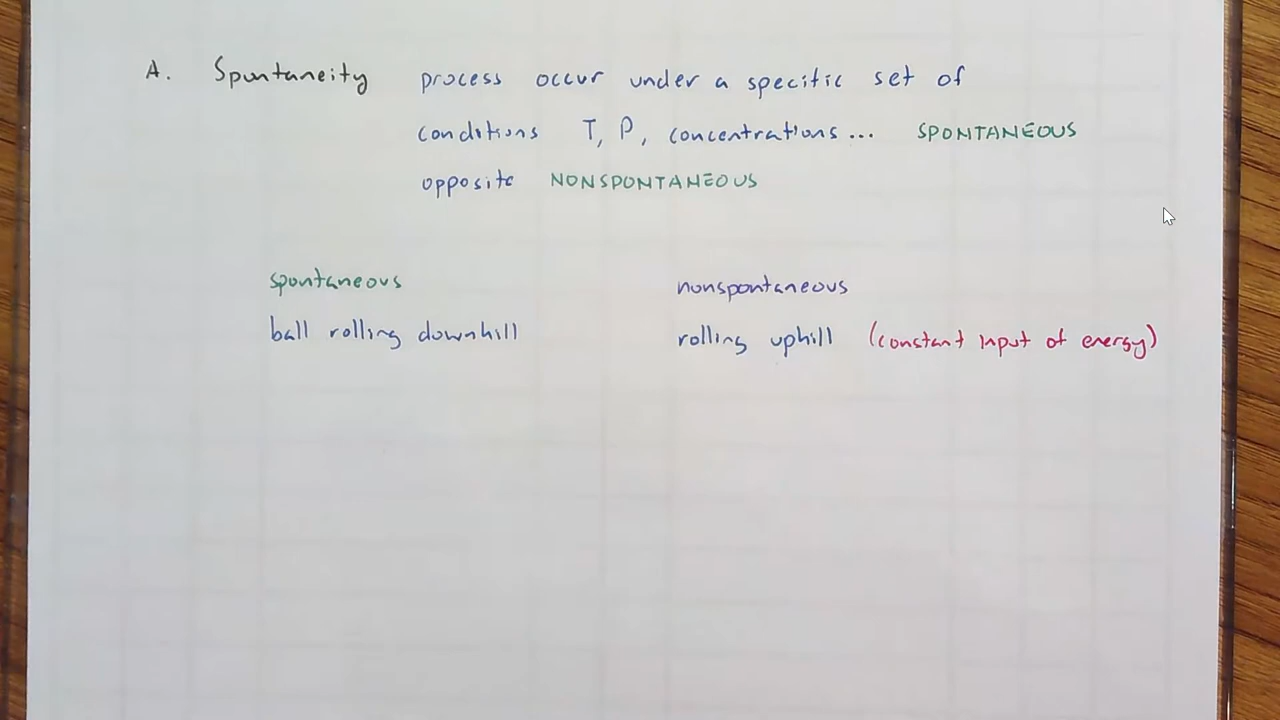 A. Spontaneity process occur under a specific set of
conditions T, P, concentrations... SPONTANEOUS
opposite NONSPONTANEOUS
spontaneous nonspontaneous
ball rolling downhill rolling uphill (constant input of energy)